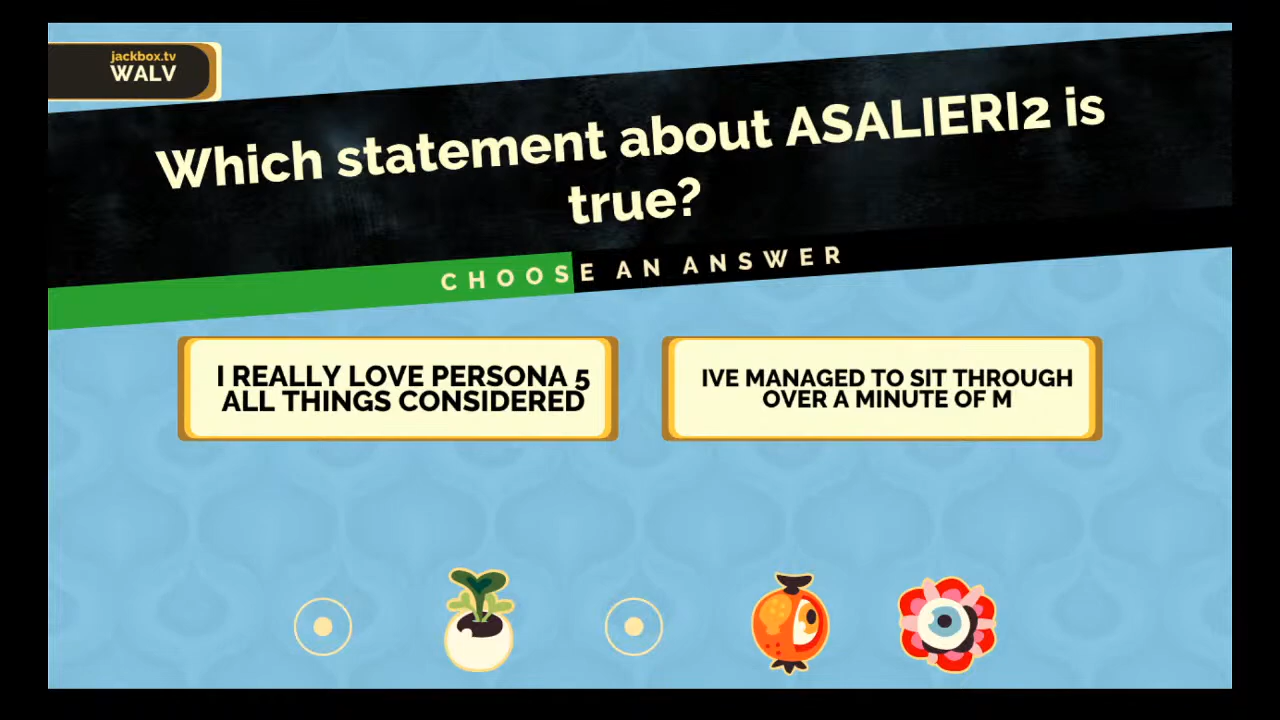 jackbox.tv
WALV
Which statement about ASALIERI2 is
true?
CHOOSE AN ANSWER
I REALLY LOVE PERSONA 5
ALL THINGS CONSIDERED
IVE MANAGED TO SIT THROUGH
OVER A MINUTE OF M